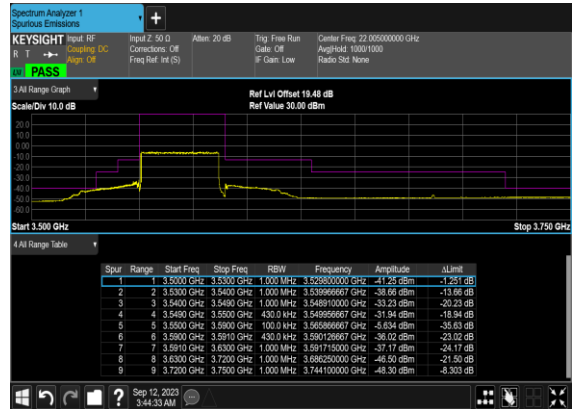 Spectrum Analyzer 1
Spurious Emissions
+
KEYSIGHT
R T
PASS
Input: RF
Coupling: DC
Align: Off
Input Z: 50 Ω
Corrections: Off
Freq Ref: Int (S)
Atten: 20 dB
Trig: Free Run
Gate: Off
IF Gain: Low
Center Freq: 22.005000000 GHz
Avg|Hold: 1000/1000
Radio Std: None
3 All Range Graph
Scale/Div 10.0 dB
Ref Lvl Offset 19.48 dB
Ref Value 30.00 dBm
20.0
10.0
0.00
-10.0
-20.0
-30.0
-40.0
-50.0
-60.0
Start 3.500 GHz
Stop 3.750 GHz
4 All Range Table
Spur Range Start Freq Stop Freq RBW Frequency Amplitude ΔLimit
1 1 3.5000 GHz 3.5300 GHz 1.000 MHz 3.529800000 GHz -41.25 dBm -1.251 dB
2 2 3.5300 GHz 3.5400 GHz 1.000 MHz 3.539966667 GHz -38.66 dBm -13.66 dB
3 3 3.5400 GHz 3.5490 GHz 1.000 MHz 3.548910000 GHz -33.23 dBm -20.23 dB
4 4 3.5490 GHz 3.5500 GHz 430.0 kHz 3.549956667 GHz -31.94 dBm -18.94 dB
5 5 3.5500 GHz 3.5900 GHz 100.0 kHz 3.565866667 GHz -5.634 dBm -35.63 dB
6 6 3.5900 GHz 3.5910 GHz 430.0 kHz 3.590126667 GHz -36.02 dBm -23.02 dB
7 7 3.5910 GHz 3.6300 GHz 1.000 MHz 3.591715000 GHz -37.17 dBm -24.17 dB
8 8 3.6300 GHz 3.7200 GHz 1.000 MHz 3.686250000 GHz -46.50 dBm -21.50 dB
9 9 3.7200 GHz 3.7500 GHz 1.000 MHz 3.744100000 GHz -48.30 dBm -8.303 dB
?
Sep 12, 2023
3:44:33 AM